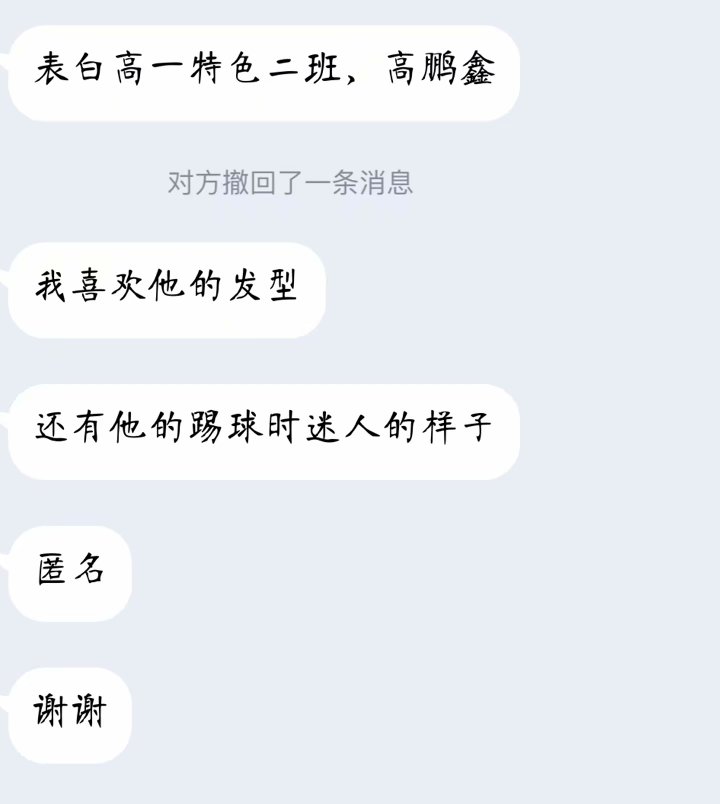 表白高一特色二班，高鹏鑫
对方撤回了一条消息
我喜欢他的发型
还有他的踢球时迷人的样子
匿名
谢谢